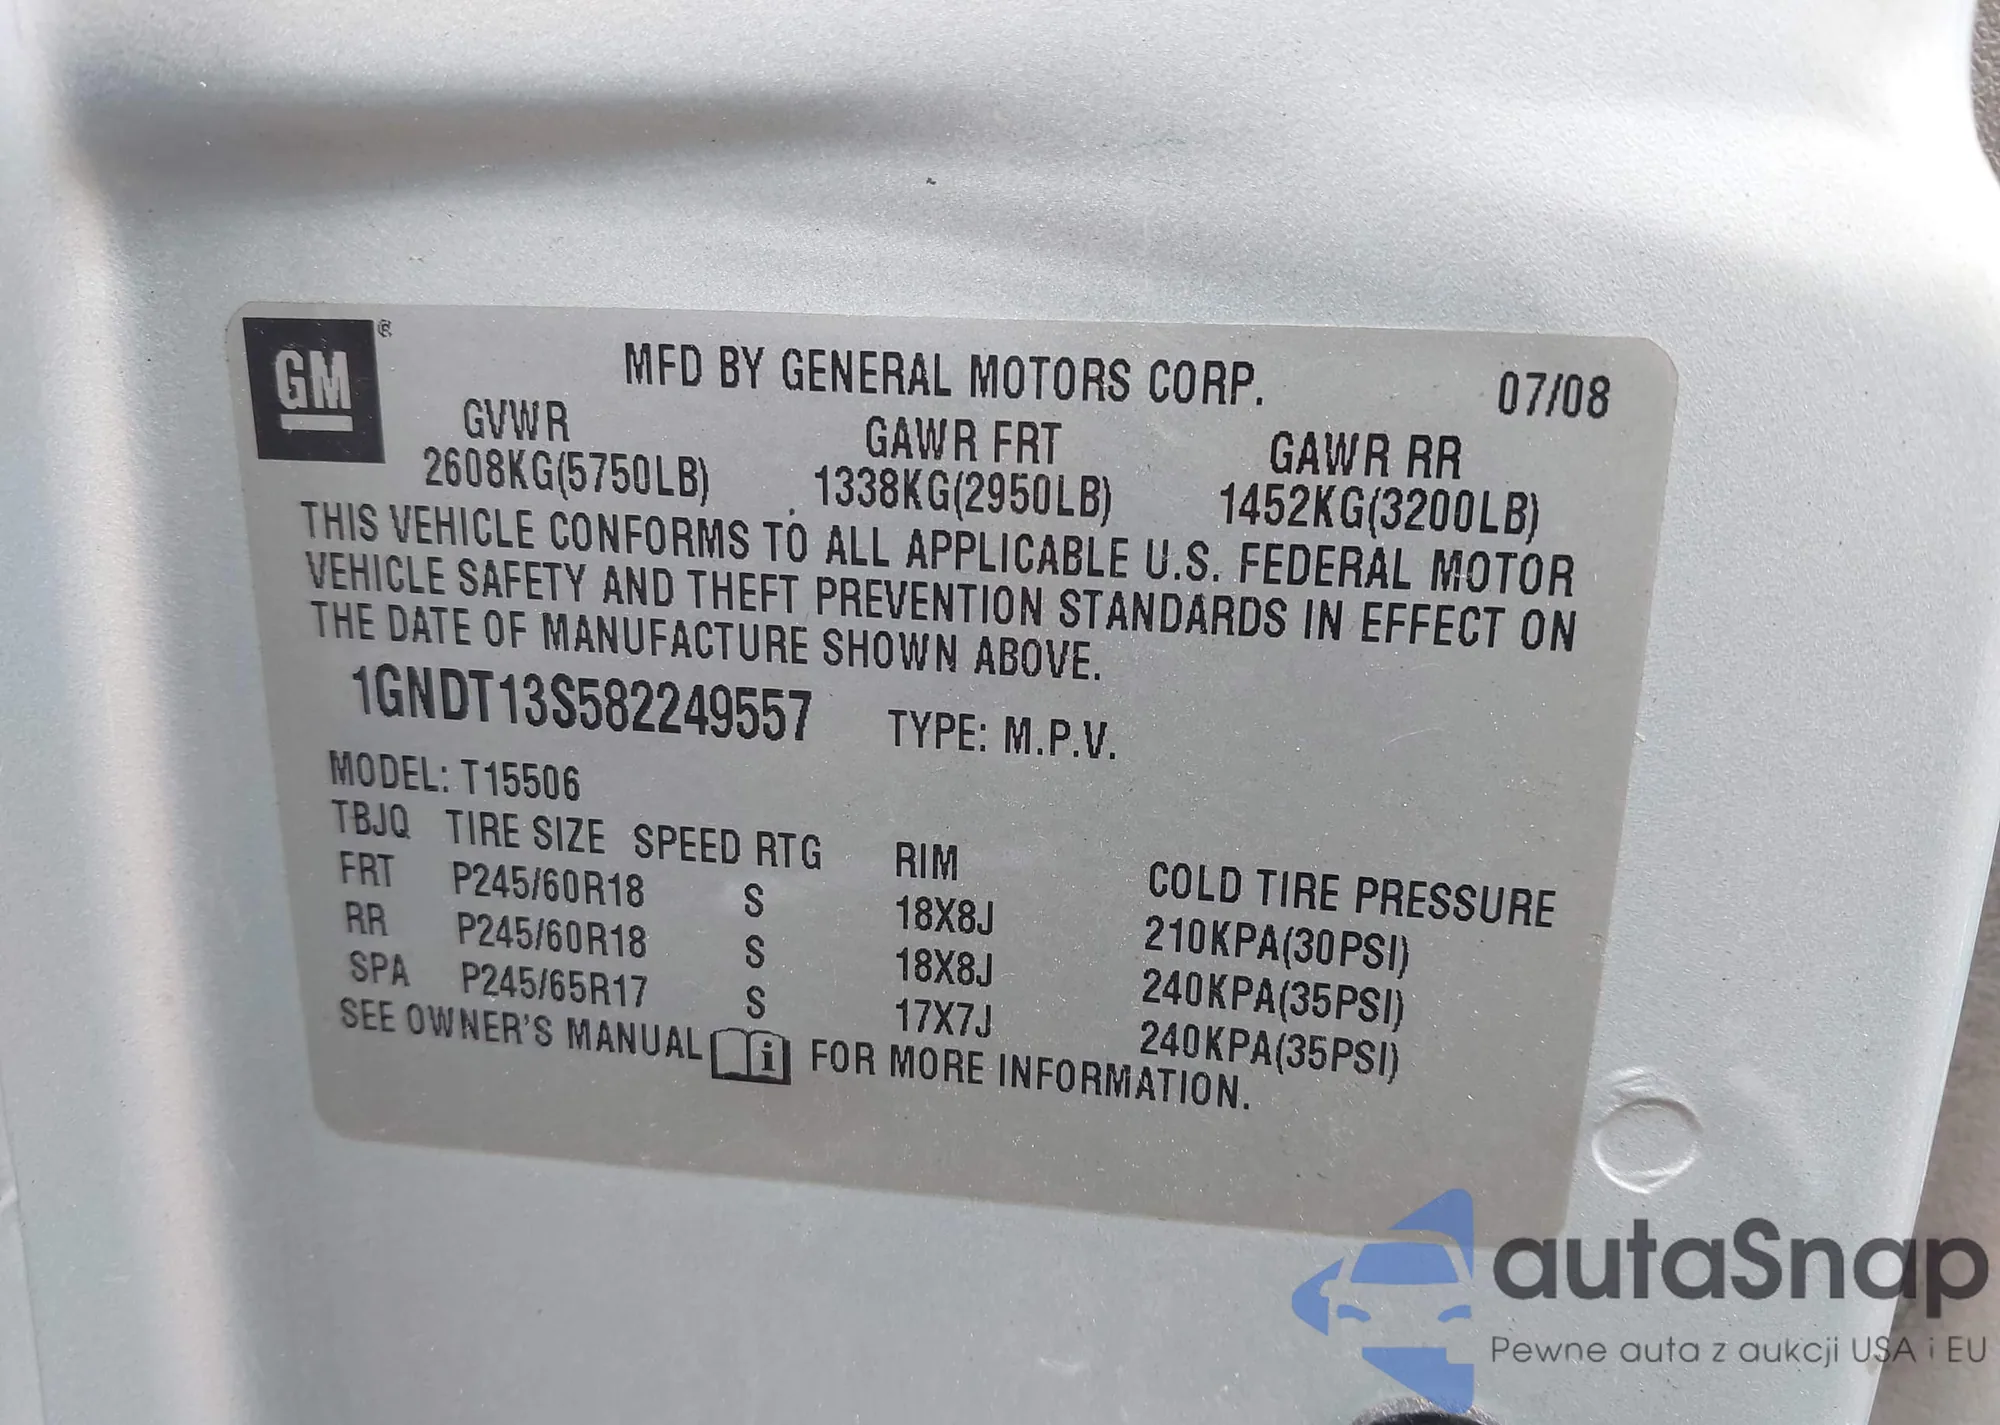 GM ®
MFD BY GENERAL MOTORS CORP. 07/08
GVWR GAWR FRT GAWR RR
2608KG(5750LB) 1338KG(2950LB) 1452KG(3200LB)
THIS VEHICLE CONFORMS TO ALL APPLICABLE U.S. FEDERAL MOTOR
VEHICLE SAFETY AND THEFT PREVENTION STANDARDS IN EFFECT ON
THE DATE OF MANUFACTURE SHOWN ABOVE.
1GNDT13S582249557 TYPE: M.P.V.
MODEL: T15506
TBJQ TIRE SIZE SPEED RTG RIM COLD TIRE PRESSURE
FRT P245/60R18 S 18X8J 210KPA(30PSI)
RR P245/60R18 S 18X8J 240KPA(35PSI)
SPA P245/65R17 S 17X7J 240KPA(35PSI)
SEE OWNER'S MANUAL i FOR MORE INFORMATION.
autaSnap
Pewne auta z aukcji USA i EU